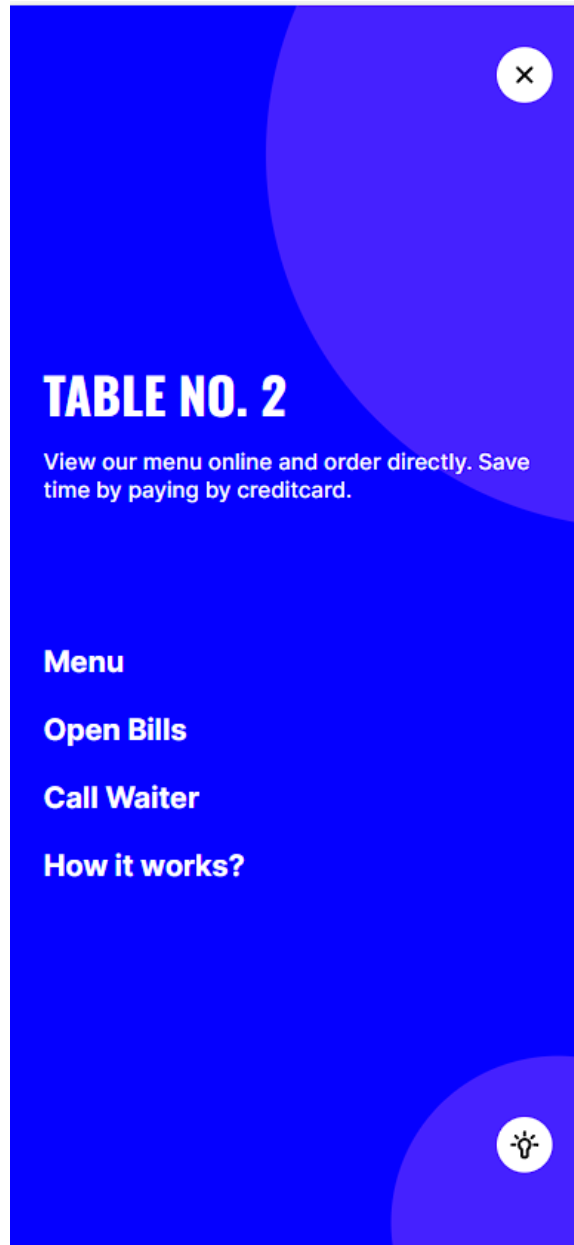 TABLE NO. 2
View our menu online and order directly. Save
time by paying by creditcard.
Menu
Open Bills
Call Waiter
How it works?